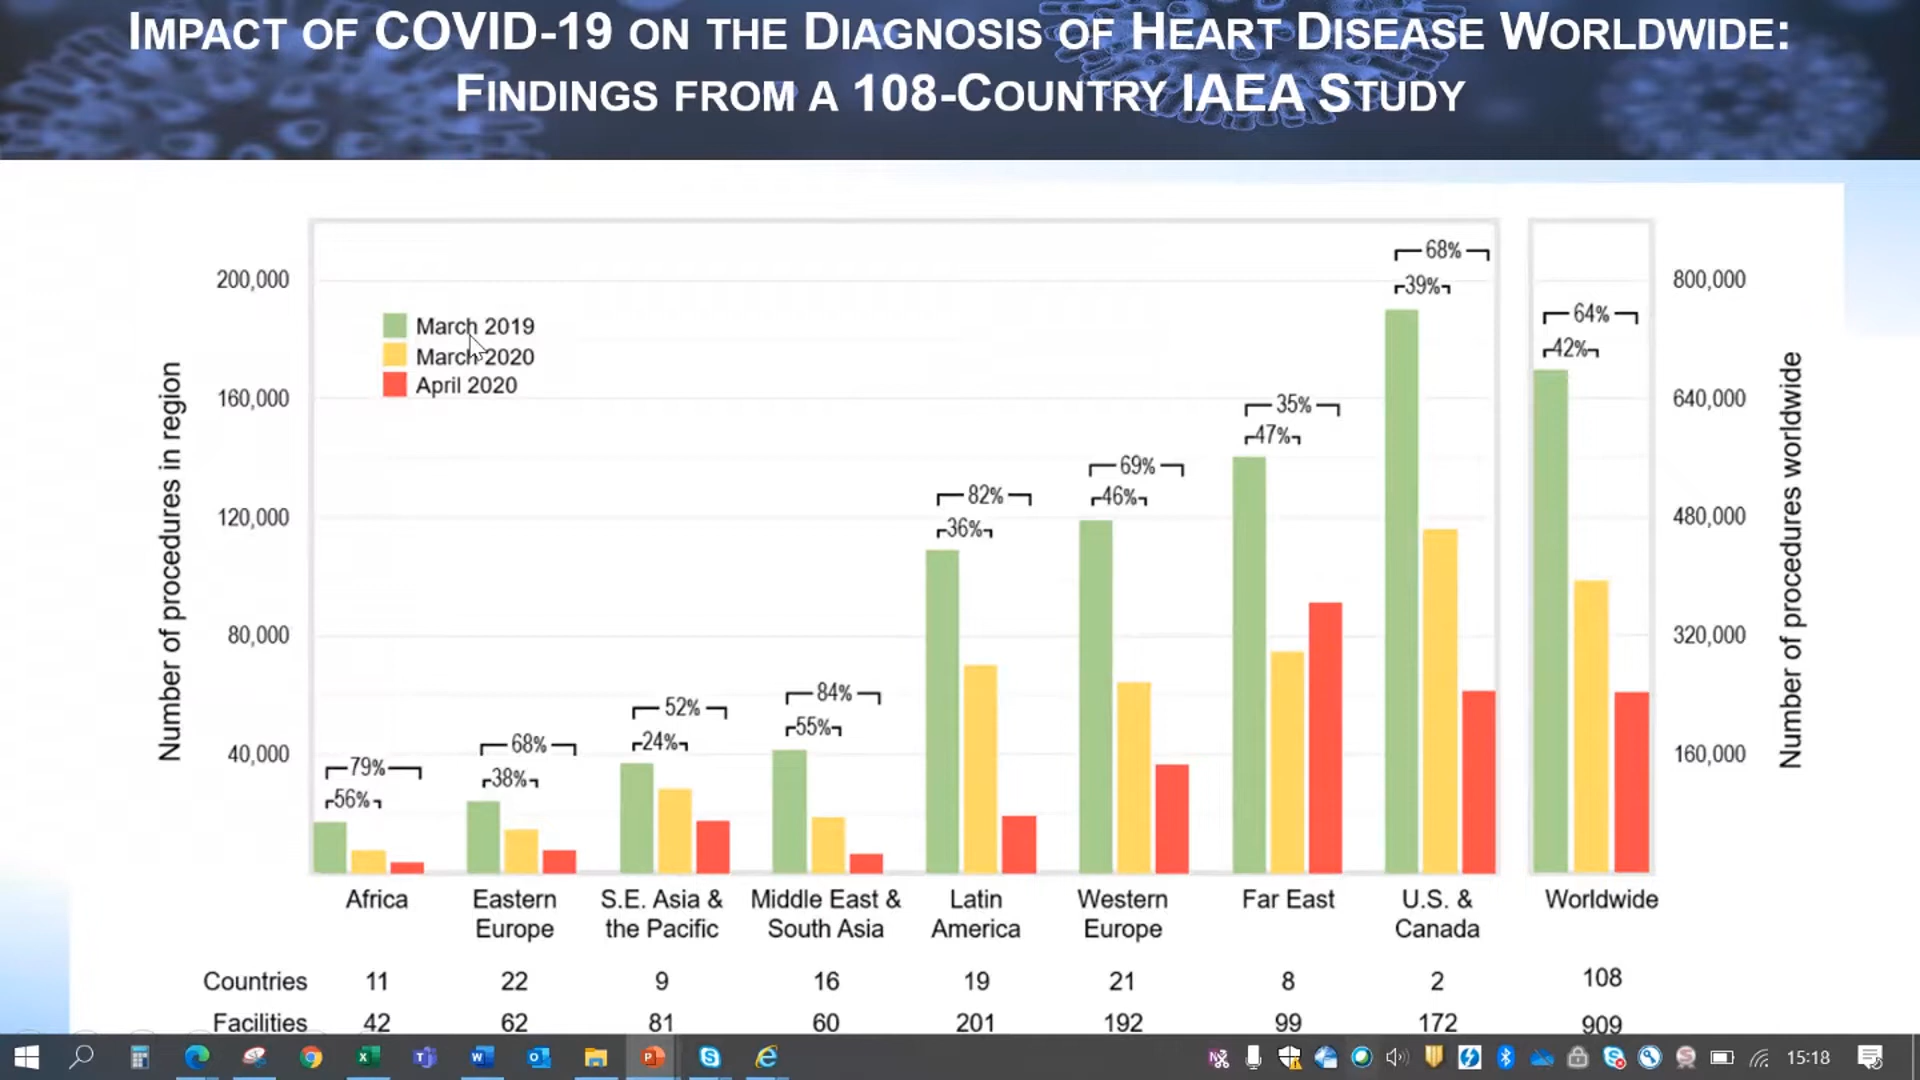 IMPACT OF COVID-19 ON THE DIAGNOSIS OF HEART DISEASE WORLDWIDE:
FINDINGS FROM A 108-COUNTRY IAEA STUDY
Number of procedures in region
200,000
160,000
120,000
80,000
40,000
March 2019
March 2020
April 2020
79%
56%
68%
38%
52%
24%
84%
55%
82%
36%
69%
46%
35%
47%
68%
39%
64%
42%
800,000
640,000
480,000
320,000
160,000
Number of procedures worldwide
Africa
Eastern
Europe
S.E. Asia &
the Pacific
Middle East &
South Asia
Latin
America
Western
Europe
Far East
U.S. &
Canada
Worldwide
Countries 11 22 9 16 19 21 8 2 108
Facilities 42 62 81 60 201 192 99 172 909
15:18